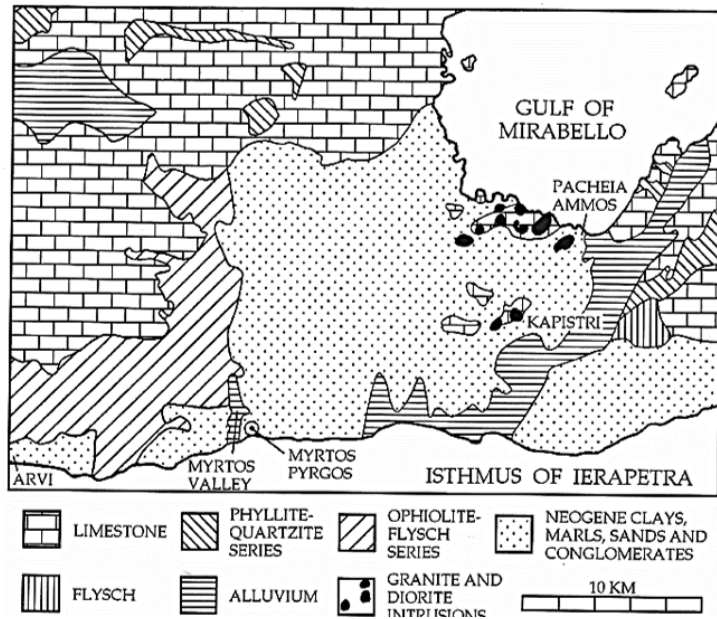 GULF OF
MIRABELLO
PACHEIA
AMMOS
KAPISTRI
ARVI
MYRTOS
VALLEY
MYRTOS
PYRGOS
ISTHMUS OF IERAPETRA
LIMESTONE
PHYLLITE-
QUARTZITE
SERIES
OPHIOLITE-
FLYSCH
SERIES
NEOGENE CLAYS,
MARLS, SANDS AND
CONGLOMERATES
FLYSCH
ALLUVIUM
GRANITE AND
DIORITE
INTRUSIONS
10 KM